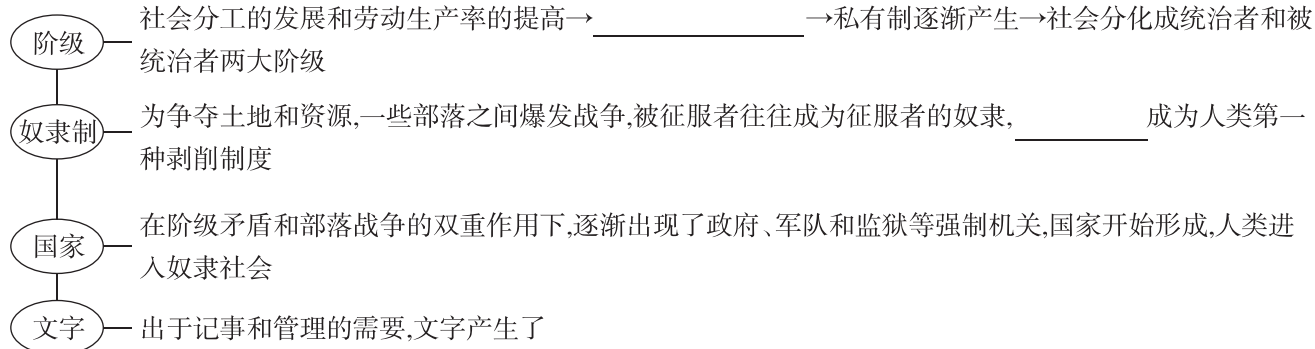 阶级
社会分工的发展和劳动生产率的提高→ →私有制逐渐产生→社会分化成统治者和被
统治者两大阶级
奴隶制
为争夺土地和资源,一些部落之间爆发战争,被征服者往往成为征服者的奴隶, 成为人类第一
种剥削制度
国家
在阶级矛盾和部落战争的双重作用下,逐渐出现了政府、军队和监狱等强制机关,国家开始形成,人类进
入奴隶社会
文字
出于记事和管理的需要,文字产生了